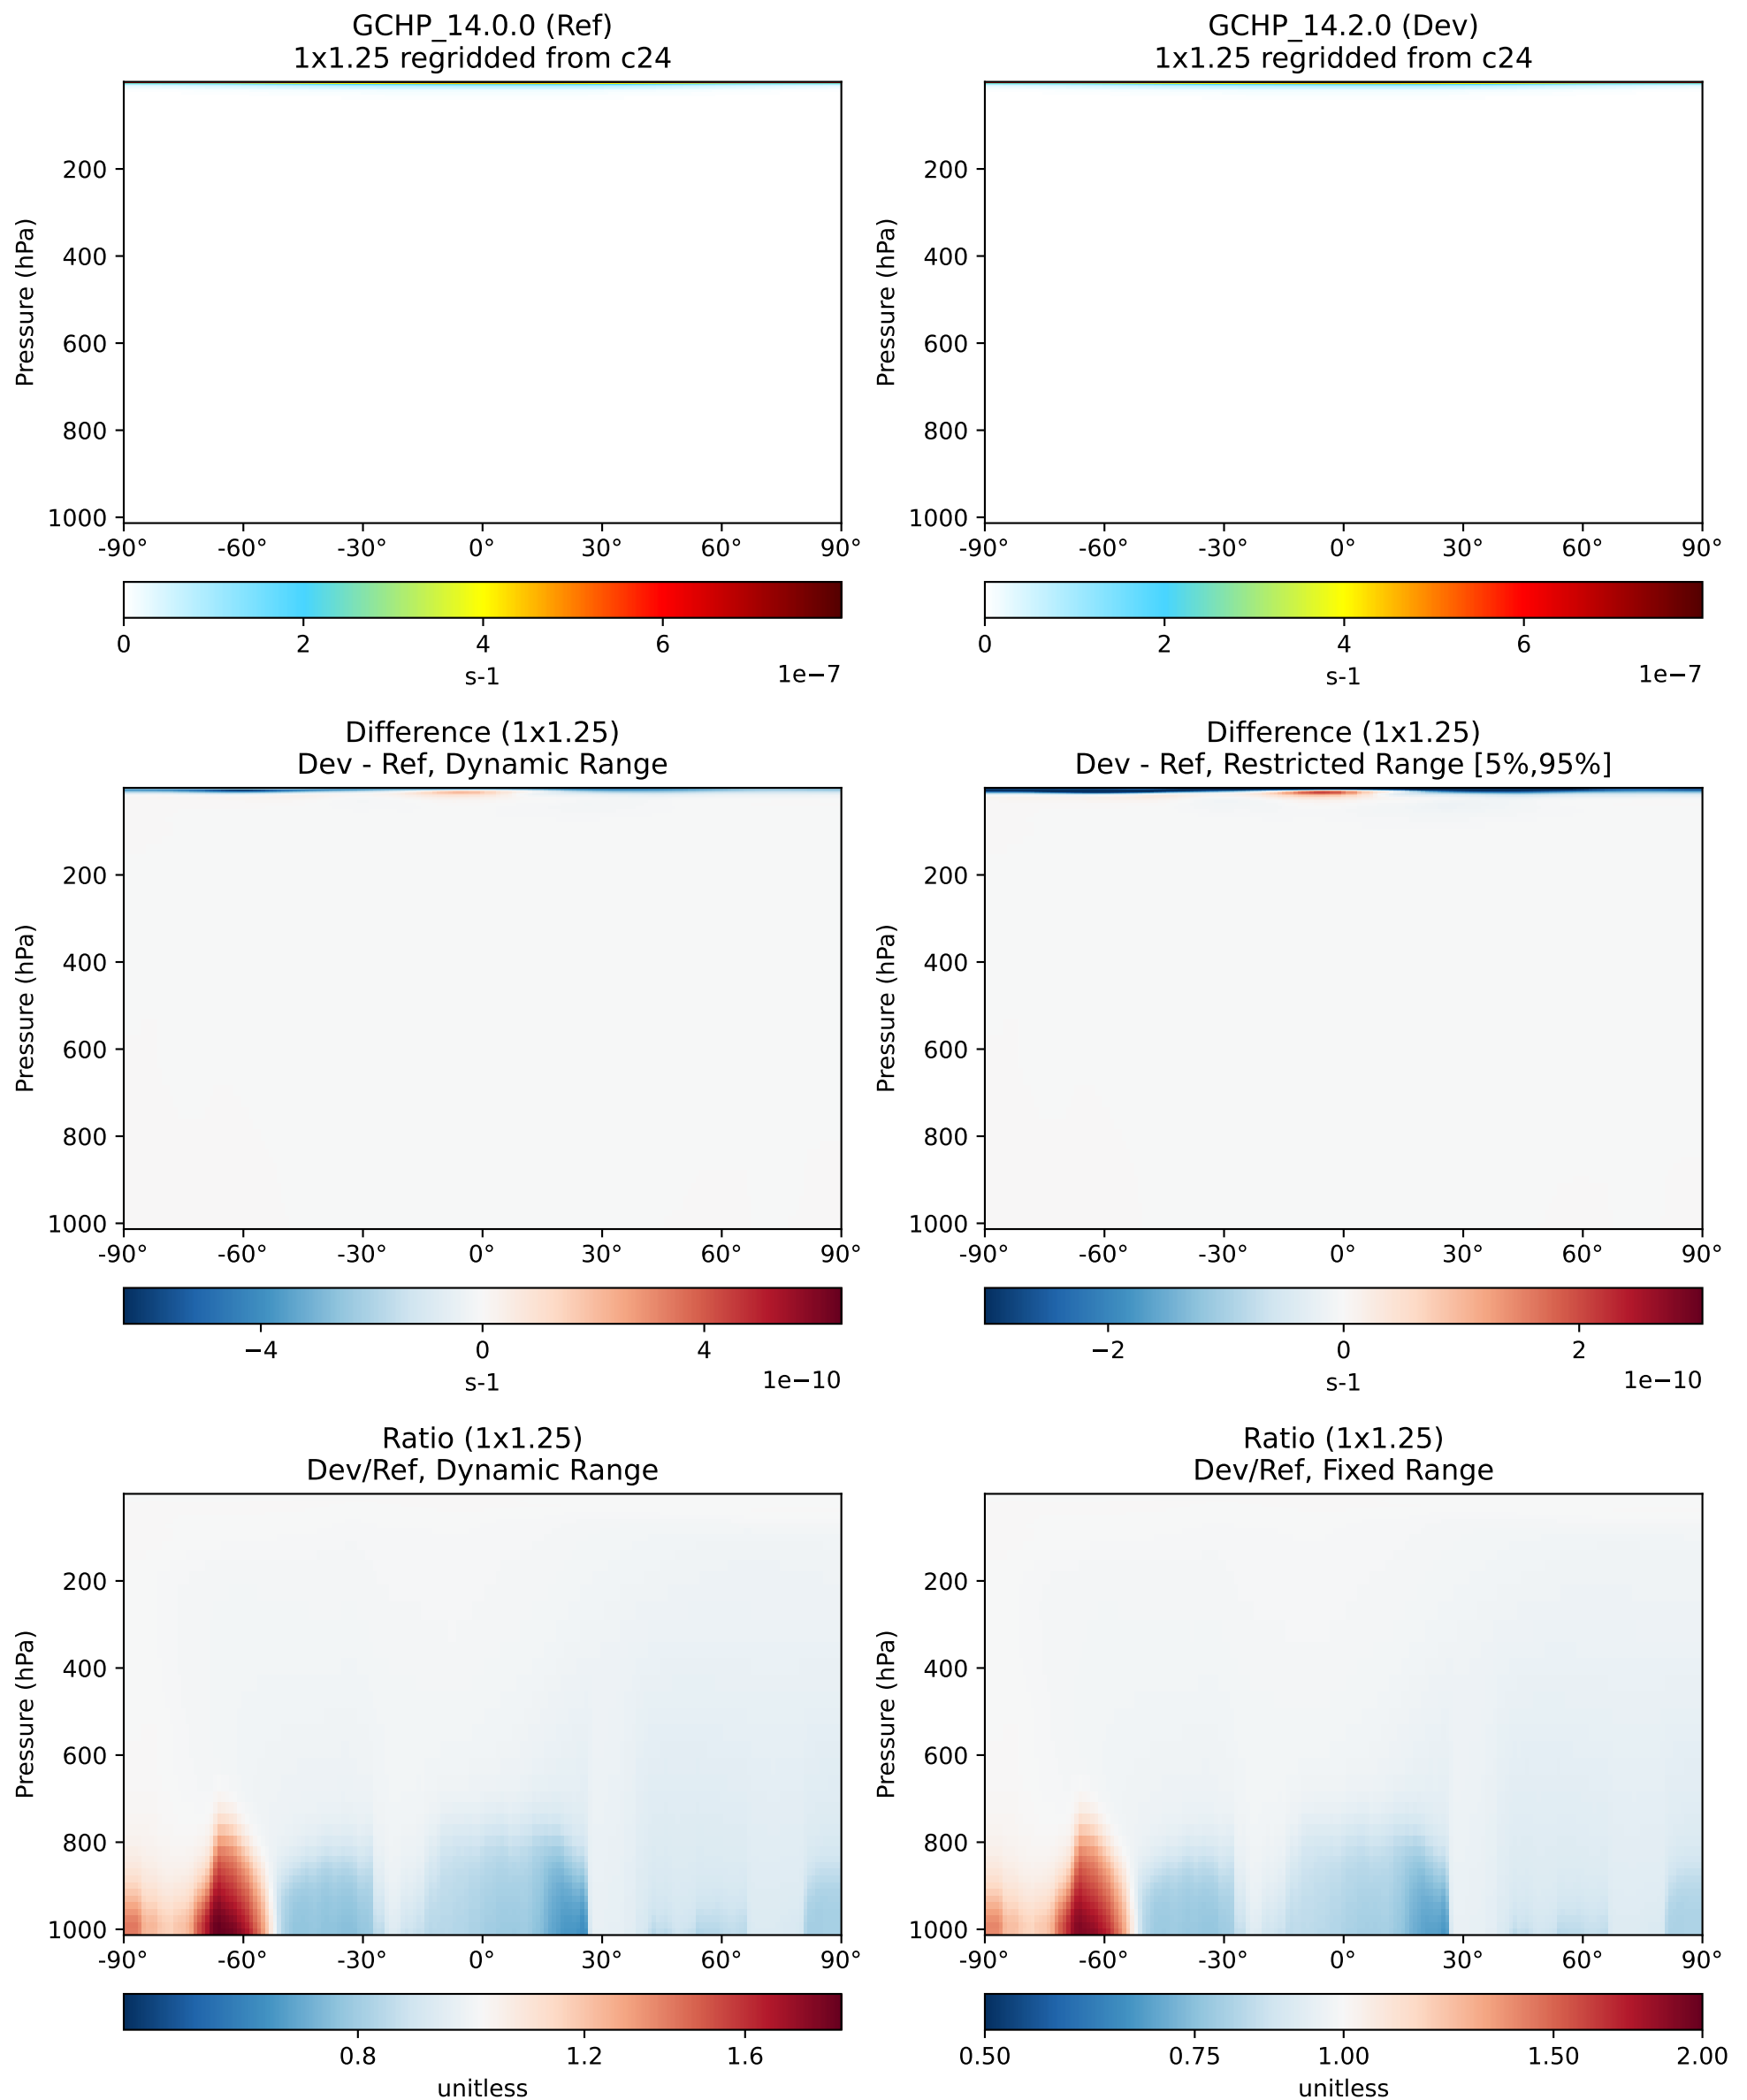 GCHP_14.0.0 (Ref)
1x1.25 regridded from c24
Pressure (hPa)
200
400
600
800
1000
-90° -60° -30° 0° 30° 60° 90°
0 2 4 6
s-1
1e−7
GCHP_14.2.0 (Dev)
1x1.25 regridded from c24
Pressure (hPa)
200
400
600
800
1000
-90° -60° -30° 0° 30° 60° 90°
0 2 4 6
s-1
1e−7
Difference (1x1.25)
Dev - Ref, Dynamic Range
Pressure (hPa)
200
400
600
800
1000
-90° -60° -30° 0° 30° 60° 90°
−4 0 4
s-1
1e−10
Difference (1x1.25)
Dev - Ref, Restricted Range [5%,95%]
Pressure (hPa)
200
400
600
800
1000
-90° -60° -30° 0° 30° 60° 90°
−2 0 2
s-1
1e−10
Ratio (1x1.25)
Dev/Ref, Dynamic Range
Pressure (hPa)
200
400
600
800
1000
-90° -60° -30° 0° 30° 60° 90°
0.8 1.2 1.6
unitless
Ratio (1x1.25)
Dev/Ref, Fixed Range
Pressure (hPa)
200
400
600
800
1000
-90° -60° -30° 0° 30° 60° 90°
0.50 0.75 1.00 1.50 2.00
unitless